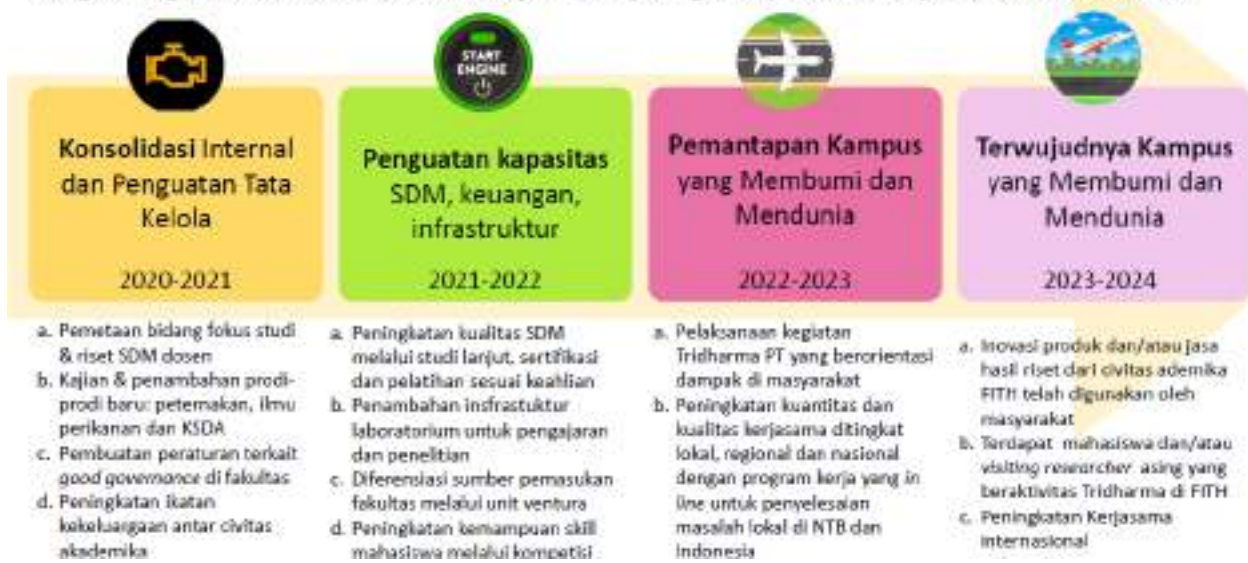 START
ENGINE
Konsolidasi Internal
dan Penguatan Tata
Kelola
2020-2021
a. Pemetaan bidang fokus studi
& riset SDM dosen
b. Kajian & penambahan prodi-
prodi baru: peternakan, ilmu
perikanan dan KSDA
c. Pembuatan peraturan terkait
good governance di fakultas
d. Peningkatan ikatan
kekeluargaan antar civitas
akademika
Penguatan kapasitas
SDM, keuangan,
infrastruktur
2021-2022
a. Peningkatan kualitas SDM
melalui studi lanjut, sertifikasi
dan pelatihan sesuai keahlian
b. Penambahan insfrastuktur
laboratorium untuk pengajaran
dan penelitian
c. Diferensiasi sumber pemasukan
fakultas melalui unit ventura
d. Peningkatan kemampuan skill
mahasiswa melalui kompetisi
Pemantapan Kampus
yang Membumi dan
Mendunia
2022-2023
a. Pelaksanaan kegiatan
Tridharma PT yang berorientasi
dampak di masyarakat
b. Peningkatan kuantitas dan
kualitas kerjasama ditingkat
lokal, regional dan nasional
dengan program kerja yang in
line untuk penyelesaian
masalah lokal di NTB dan
Indonesia
Terwujudnya Kampus
yang Membumi dan
Mendunia
2023-2024
a. Inovasi produk dan/atau jasa
hasil riset dari civitas ademika
FITH telah digunakan oleh
masyarakat
b. Terdapat mahasiswa dan/atau
visiting researcher asing yang
beraktivitas Tridharma di FITH
c. Peningkatan Kerjasama
internasional